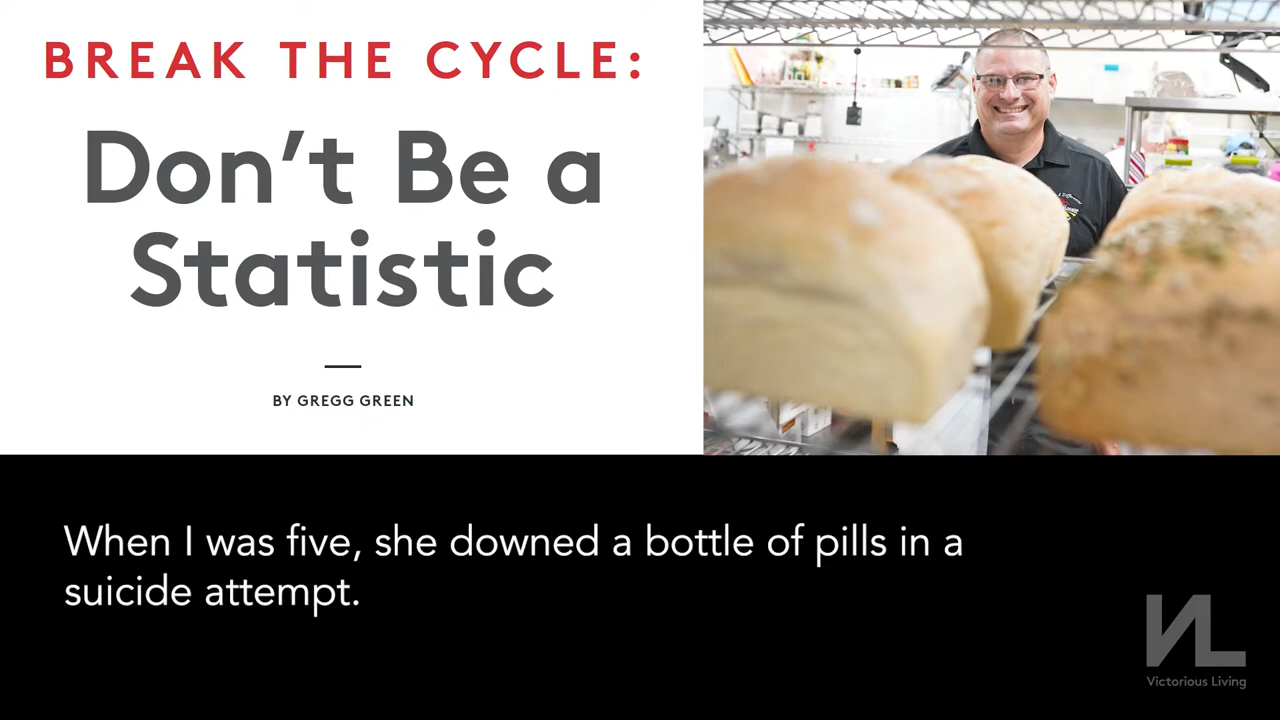 BREAK THE CYCLE:
Don’t Be a
Statistic
BY GREGG GREEN
When I was five, she downed a bottle of pills in a
suicide attempt.
VL
Victorious Living